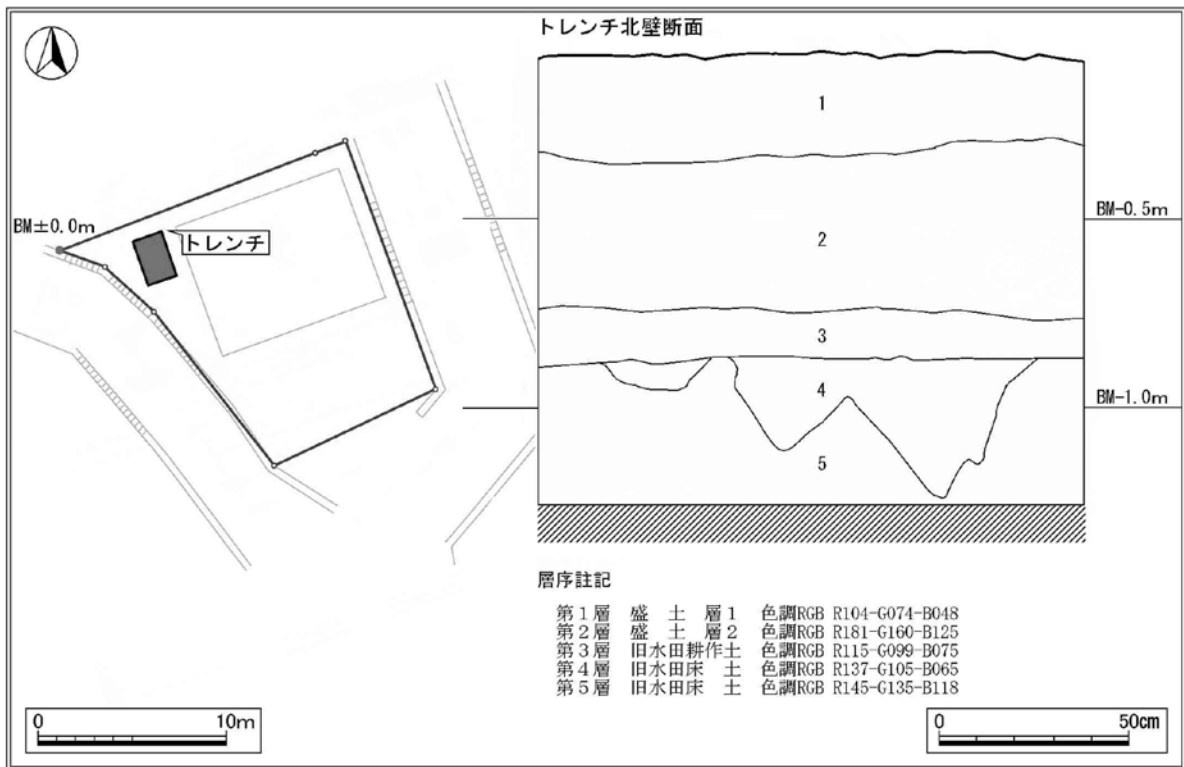 トレンチ北壁断面
BM±0.0m
トレンチ
1
2
3
4
5
BM-0.5m
BM-1.0m
層序註記
第1層 盛 土 層1 色調RGB R104-G074-B048
第2層 盛 土 層2 色調RGB R181-G160-B125
第3層 旧水田耕作土 色調RGB R115-G099-B075
第4層 旧水田床 土 色調RGB R137-G105-B065
第5層 旧水田床 土 色調RGB R145-G135-B118
0 10m
0 50cm